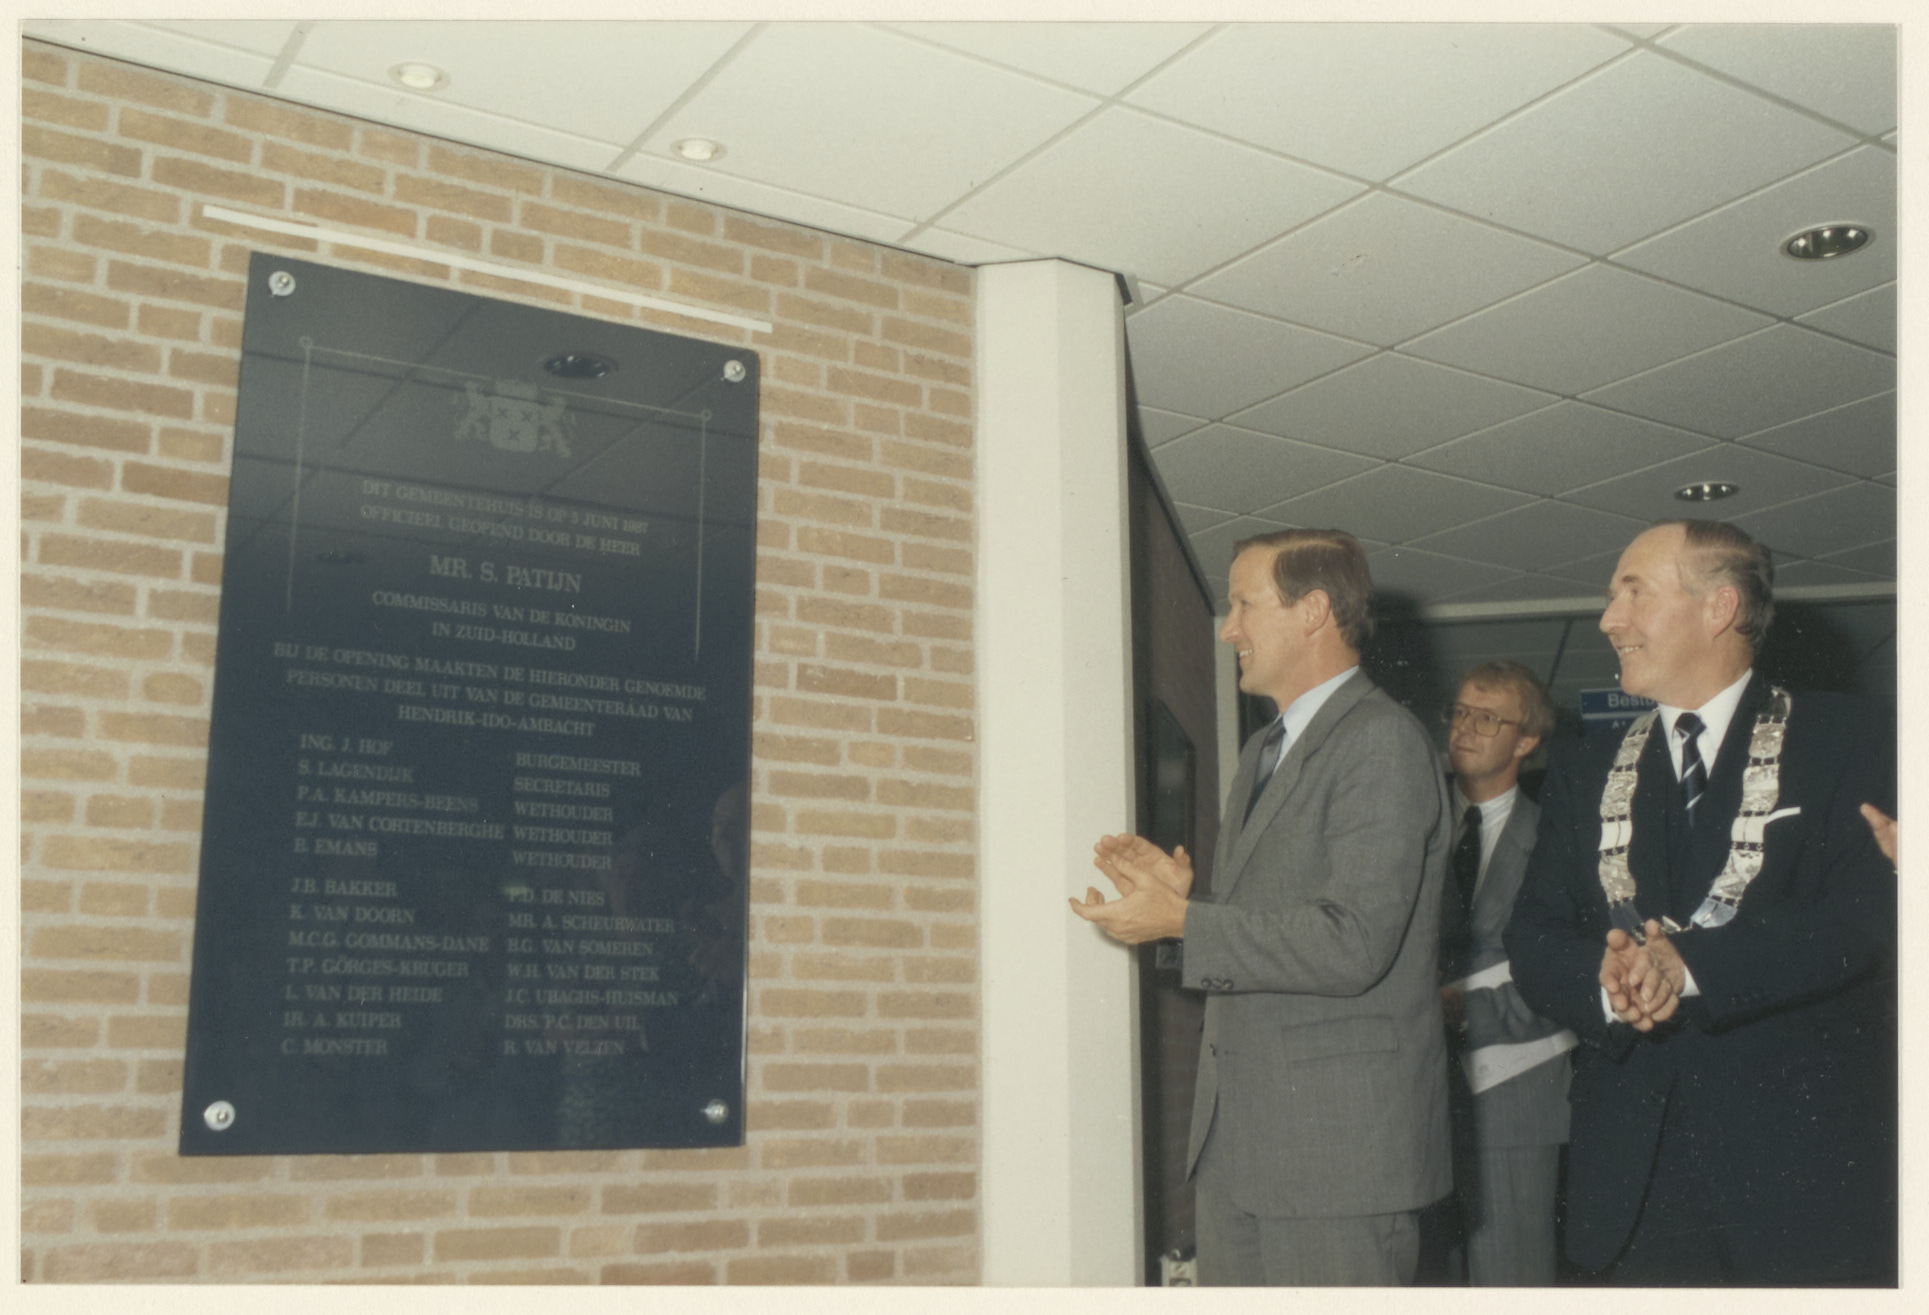 DIT GEMEENTEHUIS IS OP 3 JUNI 1987
OFFICIEEL GEOPEND DOOR DE HEER
MR. S. PATIJN
COMMISSARIS VAN DE KONINGIN
IN ZUID-HOLLAND
BIJ DE OPENING MAAKTEN DE HIERONDER GENOEMDE
PERSONEN DEEL UIT VAN DE GEMEENTERAAD VAN
HENDRIK-IDO-AMBACHT
ING. J. HOF BURGEMEESTER
S. LAGENDIJK SECRETARIS
P.A. KAMPERS-BEENS WETHOUDER
E.J. VAN CORTENBERGHE WETHOUDER
B. EMANS WETHOUDER
J.B. BAKKER P.D. DE NIES
K. VAN DOORN MR. A. SCHEURWATER
M.C.G. GOMMANS-DANE B.G. VAN SOMEREN
T.P. GÖRGES-KRUGER W.H. VAN DER STEK
L. VAN DER HEIDE J.C. UBAGHS-HUISMAN
IR. A. KUIPER DRS. P.C. DEN UIL
C. MONSTER R. VAN VELZEN
Bestu